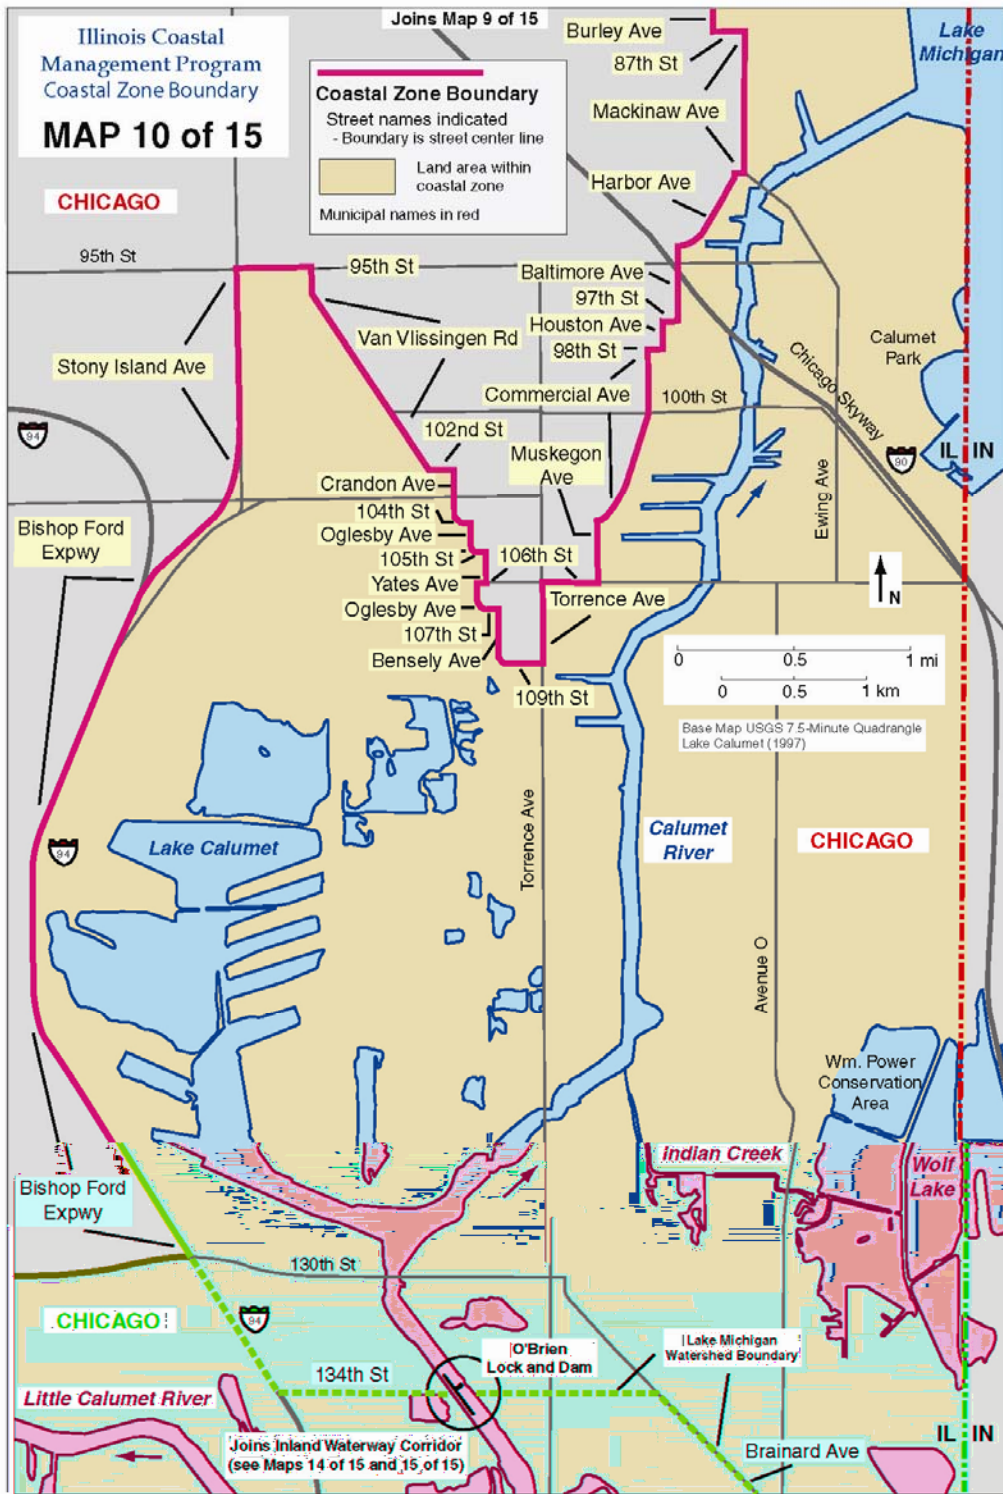 Joins Map 9 of 15
Illinois Coastal
Management Program
Coastal Zone Boundary
MAP 10 of 15
Coastal Zone Boundary
Street names indicated
- Boundary is street center line
Land area within
coastal zone
Municipal names in red
Burley Ave
87th St
Mackinaw Ave
Harbor Ave
Lake
Michigan
CHICAGO
95th St
95th St
Baltimore Ave
97th St
Houston Ave
98th St
Commercial Ave
Van Vlissingen Rd
Stony Island Ave
Calumet
Park
Chicago Skyway
100th St
102nd St
Muskegon
Ave
94
90
IL
IN
Ewing Ave
Crandon Ave
104th St
Oglesby Ave
105th St
106th St
Yates Ave
Oglesby Ave
107th St
Bensely Ave
109th St
Torrence Ave
Bishop Ford
Expwy
N
0
0.5
1 mi
0
0.5
1 km
Base Map USGS 7.5-Minute Quadrangle
Lake Calumet (1997)
Lake Calumet
94
Torrence Ave
Calumet
River
CHICAGO
Avenue O
Wm. Power
Conservation
Area
Indian Creek
Wolf
Lake
Bishop Ford
Expwy
130th St
CHICAGO
94
O'Brien
Lock and Dam
Lake Michigan
Watershed Boundary
134th St
Little Calumet River
Joins Inland Waterway Corridor
(see Maps 14 of 15 and 15 of 15)
Brainard Ave
IL
IN